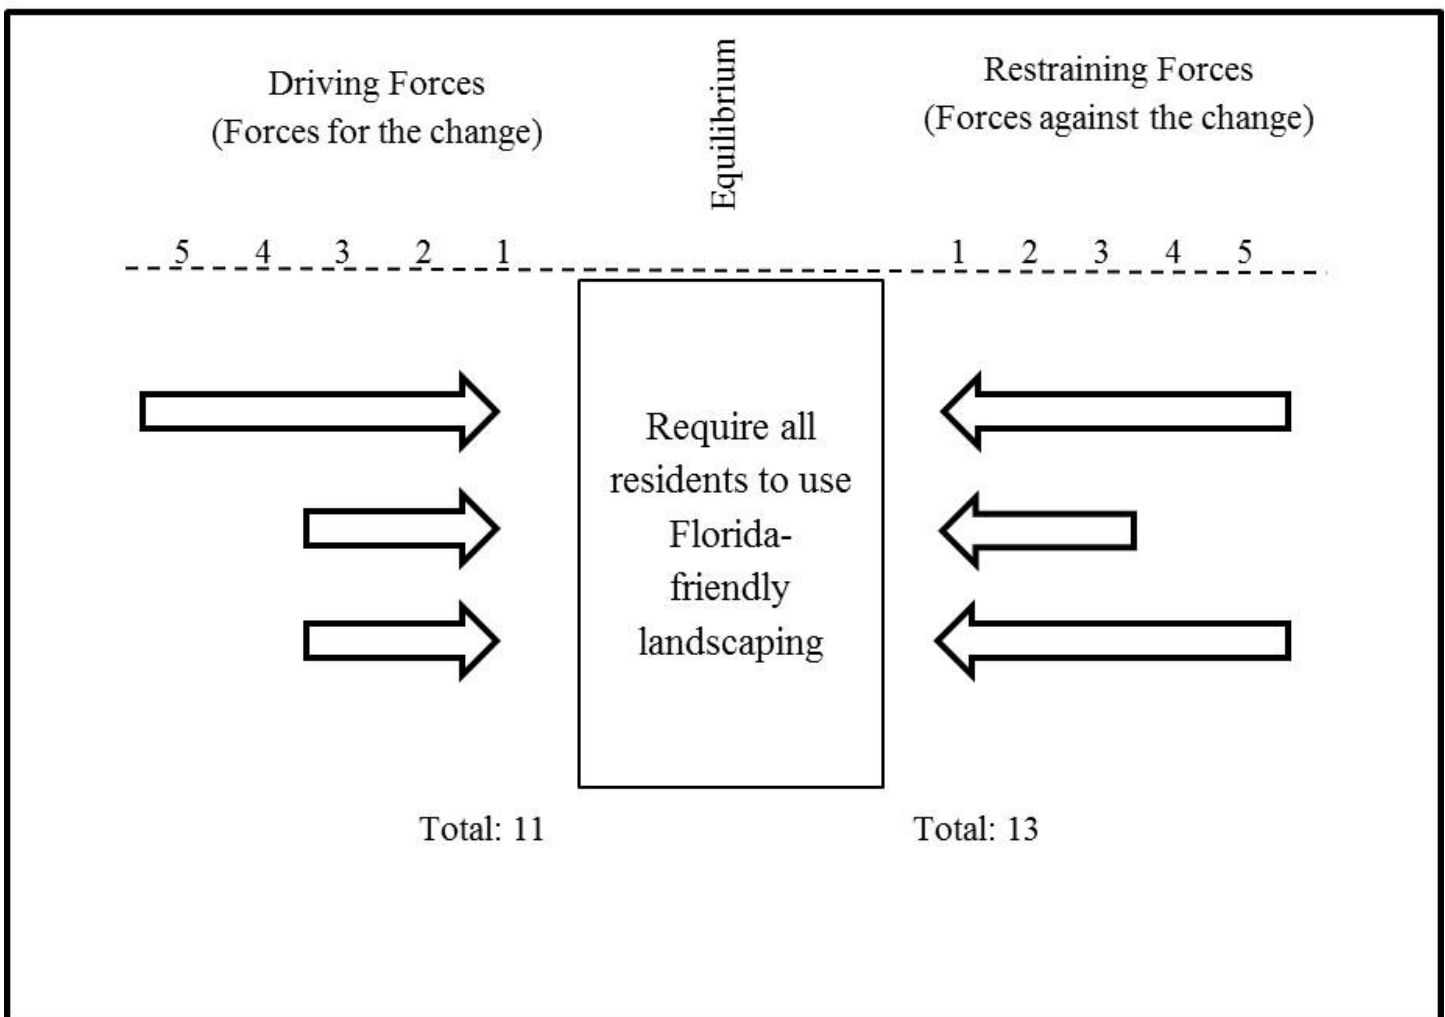 Driving Forces
(Forces for the change)
Equilibrium
Restraining Forces
(Forces against the change)
5 4 3 2 1
1 2 3 4 5
Require all
residents to use
Florida-
friendly
landscaping
Total: 11
Total: 13